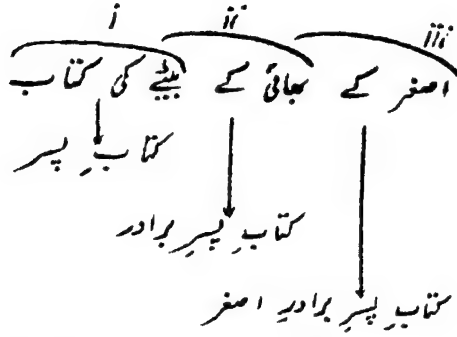 i ii iii
اصغر کے بھائی کے بیٹے کی کتاب
کتابِ پسر
کتابِ پسرِ برادر
کتابِ پسرِ برادرِ اصغر